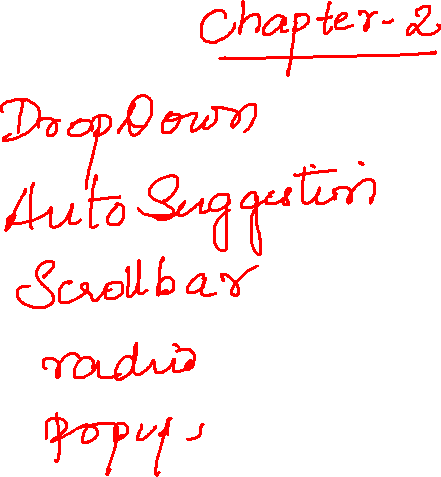 Chapter-2
DropDown
Auto Suggestion
Scrollbar
radio
Popups